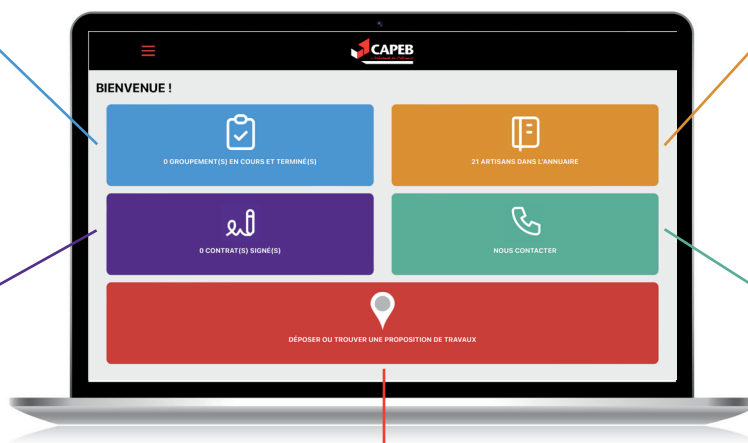 CAPEB
BIENVENUE !
0 GROUPEMENT(S) EN COURS ET TERMINÉ(S)
21 ARTISANS DANS L'ANNUAIRE
0 CONTRAT(S) SIGNÉ(S)
NOUS CONTACTER
DÉPOSER OU TROUVER UNE PROPOSITION DE TRAVAUX